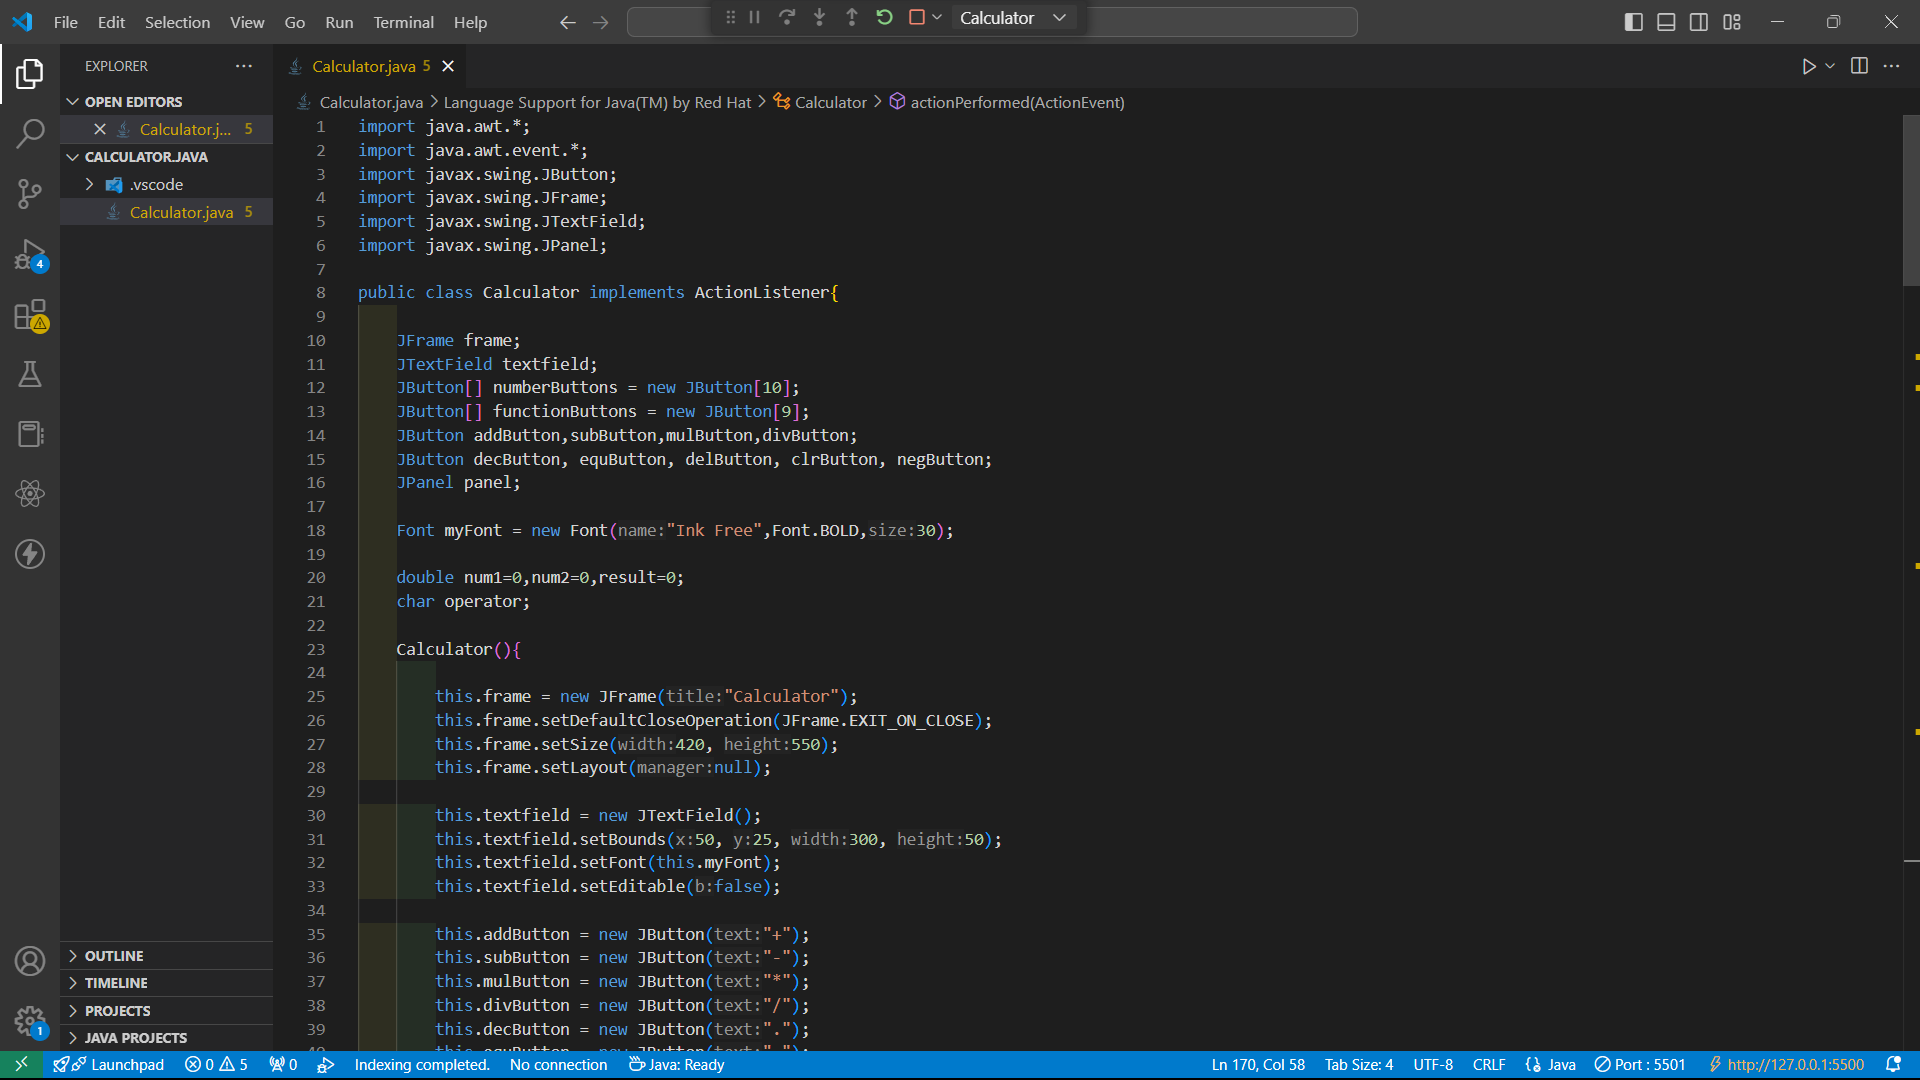 File Edit Selection View Go Run Terminal Help
Calculator
EXPLORER
Calculator.java 5
OPEN EDITORS
Calculator.j... 5
CALCULATOR.JAVA
.vscode
Calculator.java 5
OUTLINE
TIMELINE
PROJECTS
JAVA PROJECTS
4
1
Calculator.java > Language Support for Java(TM) by Red Hat > Calculator > actionPerformed(ActionEvent)
1 import java.awt.*;
2 import java.awt.event.*;
3 import javax.swing.JButton;
4 import javax.swing.JFrame;
5 import javax.swing.JTextField;
6 import javax.swing.JPanel;
7
8 public class Calculator implements ActionListener{
9
10 JFrame frame;
11 JTextField textfield;
12 JButton[] numberButtons = new JButton[10];
13 JButton[] functionButtons = new JButton[9];
14 JButton addButton,subButton,mulButton,divButton;
15 JButton decButton, equButton, delButton, clrButton, negButton;
16 JPanel panel;
17
18 Font myFont = new Font(name:"Ink Free",Font.BOLD,size:30);
19
20 double num1=0,num2=0,result=0;
21 char operator;
22
23 Calculator(){
24
25 this.frame = new JFrame(title:"Calculator");
26 this.frame.setDefaultCloseOperation(JFrame.EXIT_ON_CLOSE);
27 this.frame.setSize(width:420, height:550);
28 this.frame.setLayout(manager:null);
29
30 this.textfield = new JTextField();
31 this.textfield.setBounds(x:50, y:25, width:300, height:50);
32 this.textfield.setFont(this.myFont);
33 this.textfield.setEditable(b:false);
34
35 this.addButton = new JButton(text:"+");
36 this.subButton = new JButton(text:"-");
37 this.mulButton = new JButton(text:"*");
38 this.divButton = new JButton(text:"/");
39 this.decButton = new JButton(text:".");
Launchpad 0 5 0 Indexing completed. No connection Java: Ready Ln 170, Col 58 Tab Size: 4 UTF-8 CRLF Java Port : 5501 http://127.0.0.1:5500